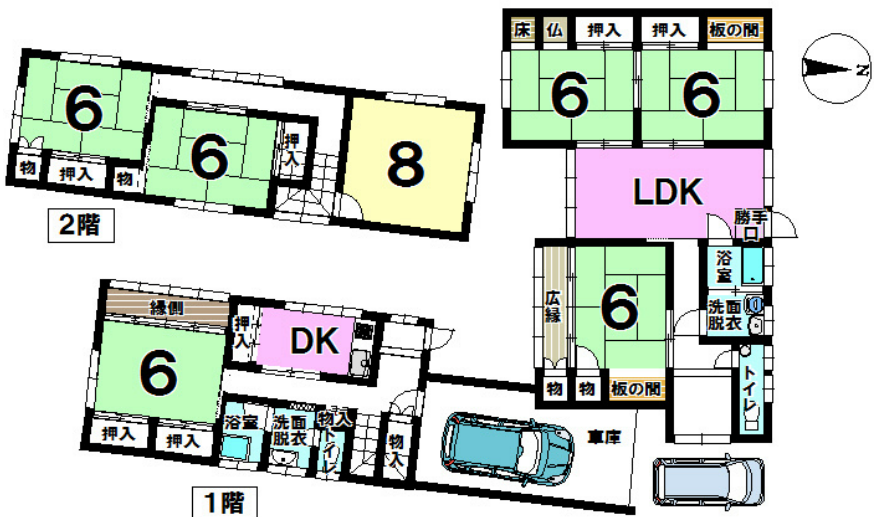 床 仏 押入 押入 板の間
6 6
N
LDK
勝手口
浴室
洗面脱衣
トイレ
広縁
6
物 物 板の間
6
物 押入 物
6
押入
8
2階
縁側
6
押入
DK
押入 押入
浴室
洗面脱衣
物入
トイレ
物入
車庫
1階